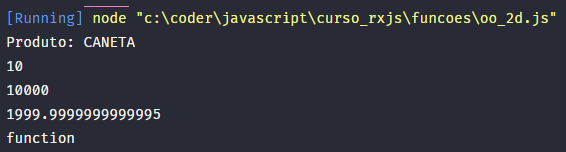 [Running] node "c:\coder\javascript\curso_rxjs\funcoes\oo_2d.js"
Produto: CANETA
10
10000
1999.9999999999995
function